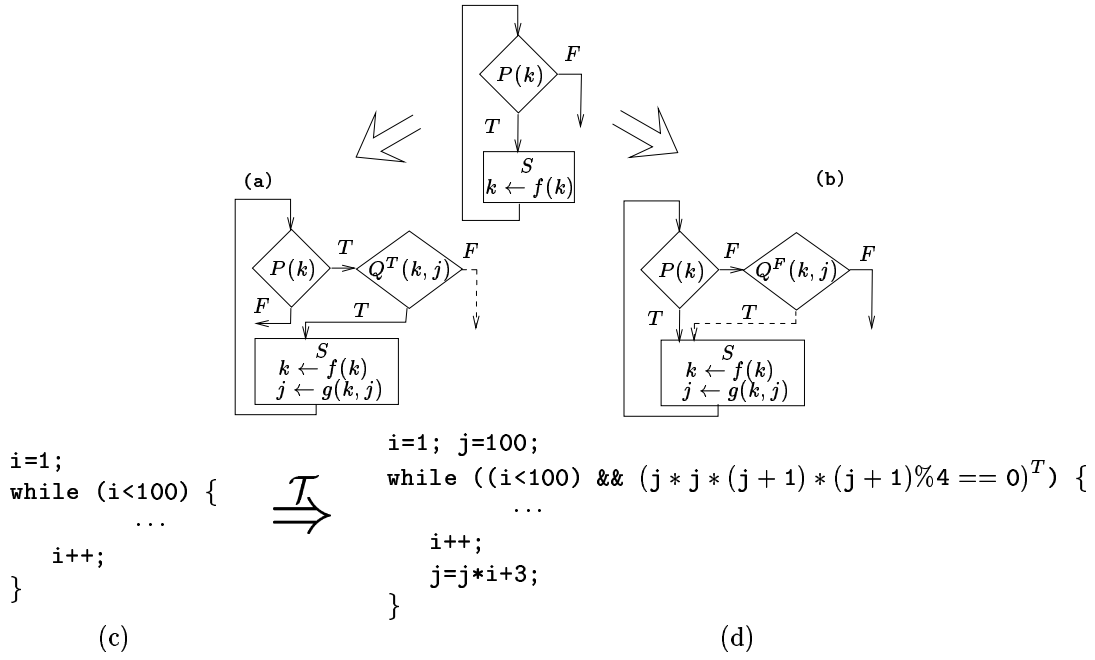 P(k)
F
T
S
k ← f(k)
(a)
P(k)
T
Q^T(k, j)
F
F
T
S
k ← f(k)
j ← g(k, j)
(b)
P(k)
F
Q^F(k, j)
F
T
T
S
k ← f(k)
j ← g(k, j)
i=1;
while (i<100) {
...
i++;
}
(c)
𝒯
⇒
i=1; j=100;
while ((i<100) && (j * j * (j + 1) * (j + 1)%4 == 0)^T) {
...
i++;
j=j*i+3;
}
(d)